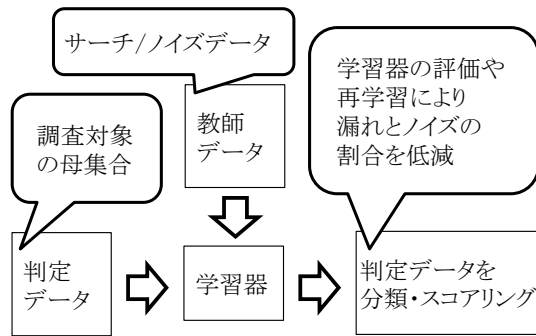 サーチ/ノイズデータ
学習器の評価や
再学習により
漏れとノイズの
割合を低減
調査対象
の母集合
教師
データ
判定
データ
学習器
判定データを
分類・スコアリング